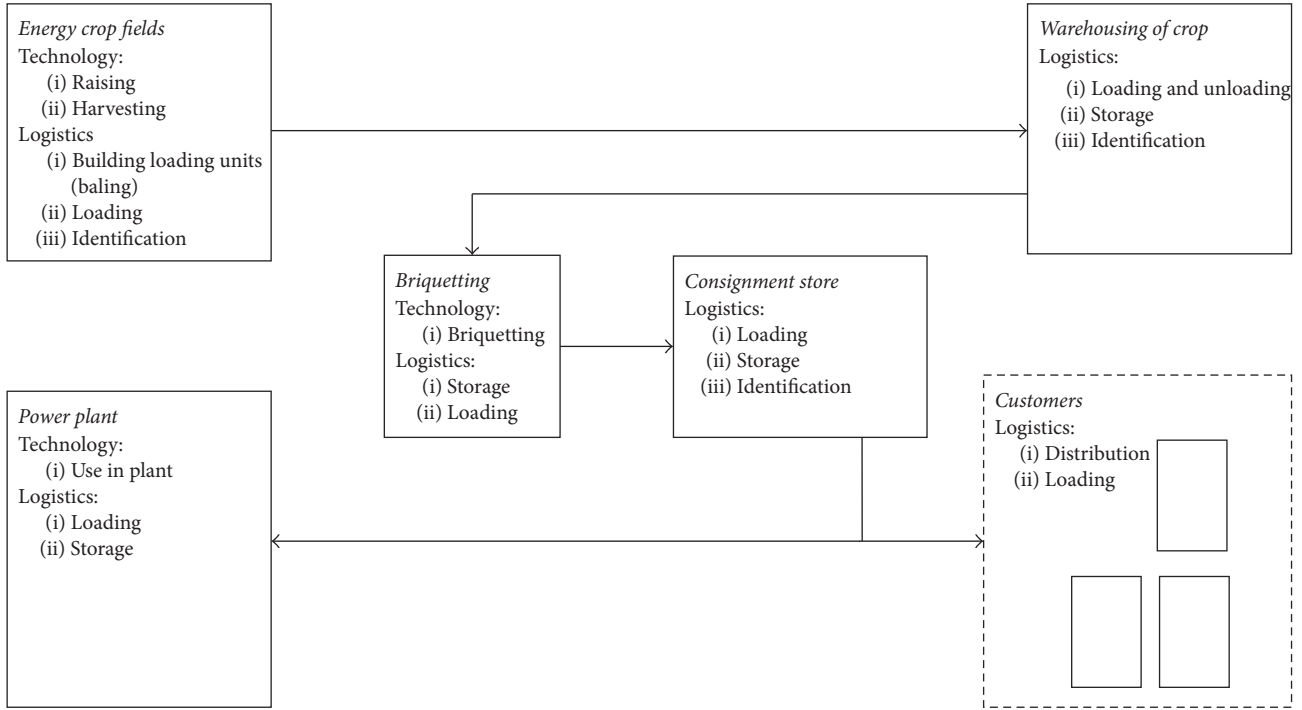 Energy crop fields
Technology:
(i) Raising
(ii) Harvesting
Logistics
(i) Building loading units
(baling)
(ii) Loading
(iii) Identification
Warehousing of crop
Logistics:
(i) Loading and unloading
(ii) Storage
(iii) Identification
Briquetting
Technology:
(i) Briquetting
Logistics:
(i) Storage
(ii) Loading
Consignment store
Logistics:
(i) Loading
(ii) Storage
(iii) Identification
Power plant
Technology:
(i) Use in plant
Logistics:
(i) Loading
(ii) Storage
Customers
Logistics:
(i) Distribution
(ii) Loading